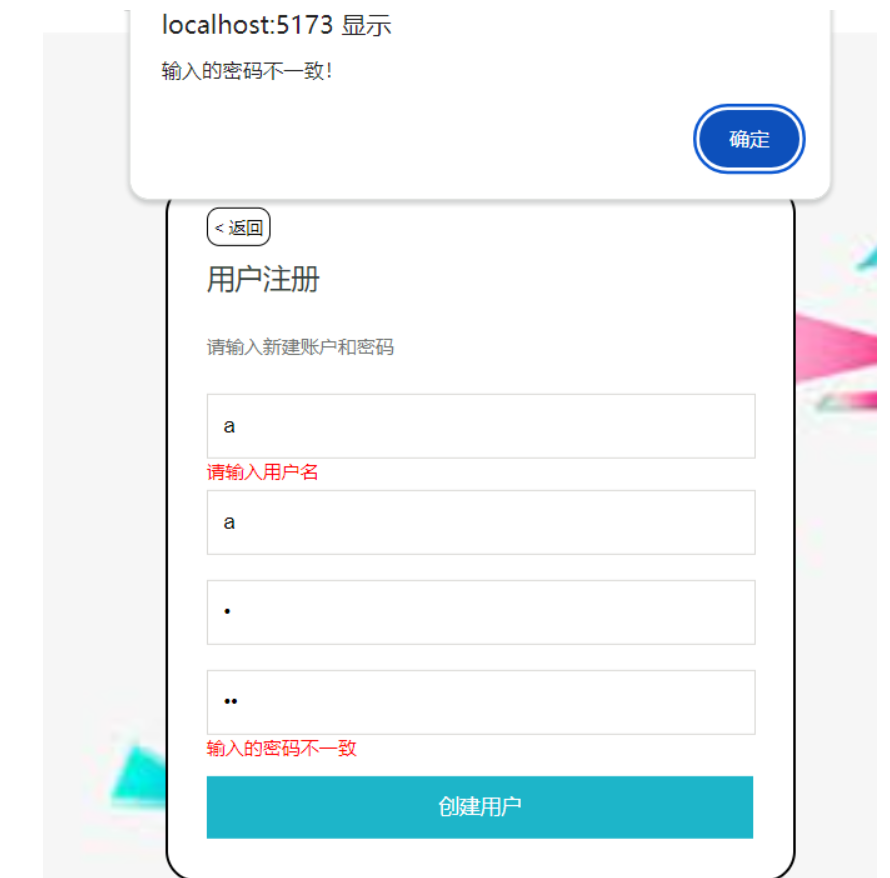 localhost:5173 显示
输入的密码不一致！
确定
< 返回
用户注册
请输入新建账户和密码
a
请输入用户名
a
•
••
输入的密码不一致
创建用户